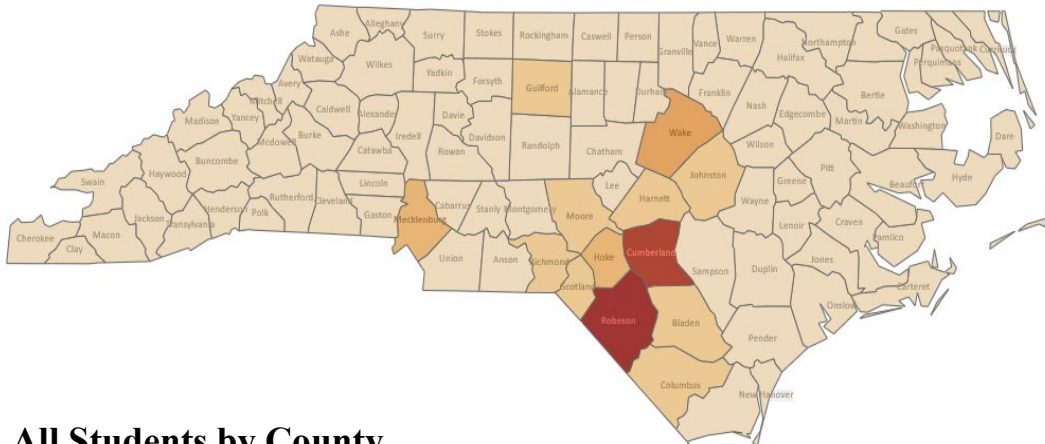 Ashe Alleghany Surry Stokes Rockingham Caswell Person Granville Vance Warren Northampton Gates Pasquotank Currituck
Watauga Wilkes Yadkin Forsyth Guilford Alamance Durham Franklin Halifax Perquimans
Avery Mitchell Caldwell Alexander Davie Nash Edgecombe Bertie
Madison Yancey Mcdowell Burke Iredell Davidson Randolph Chatham Wake Wilson Martin Washington Dare
Buncombe Catawba Rowan Johnston Pitt Hyde
Swain Haywood Rutherford Lincoln Lee Harnett Greene Beaufort
Jackson Transylvania Henderson Polk Cleveland Gaston Mecklenburg Cabarrus Stanly Montgomery Moore Wayne Lenoir Craven
Cherokee Macon Clay Pamlico
Union Anson Richmond Hoke Cumberland Sampson Duplin Jones
Scotland Onslow Carteret
Robeson Bladen Pender
Columbus New Hanover
All Students by County